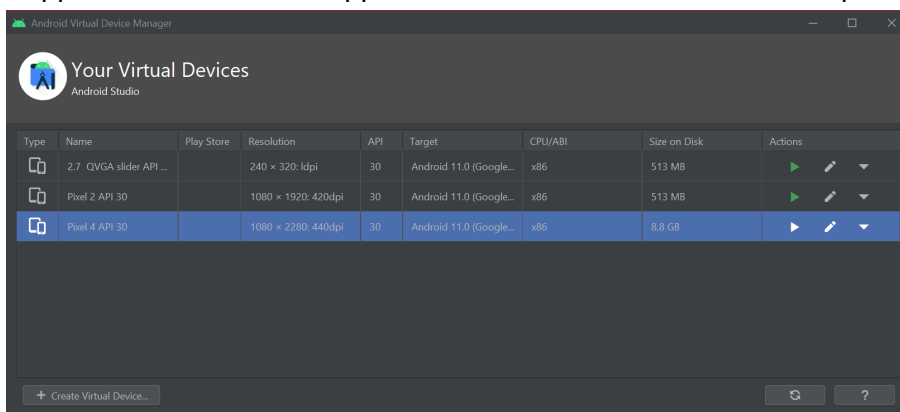 Android Virtual Device Manager
Your Virtual Devices
Android Studio
Type Name Play Store Resolution API Target CPU/ABI Size on Disk Actions
2.7 QVGA slider API ... 240 × 320: ldpi 30 Android 11.0 (Google... x86 513 MB
Pixel 2 API 30 1080 × 1920: 420dpi 30 Android 11.0 (Google... x86 513 MB
Pixel 4 API 30 1080 × 2280: 440dpi 30 Android 11.0 (Google... x86 8,8 GB
+ Create Virtual Device... ?